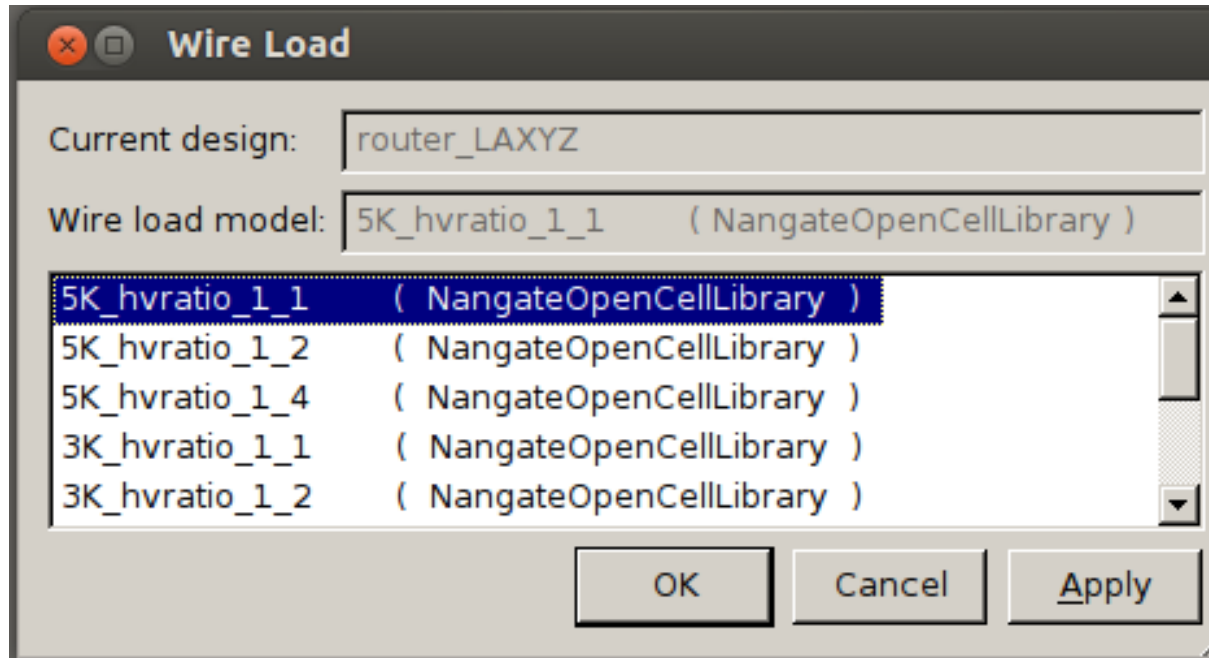 Wire Load
Current design: router_LAXYZ
Wire load model: 5K_hvratio_1_1 ( NangateOpenCellLibrary )
5K_hvratio_1_1 ( NangateOpenCellLibrary )
5K_hvratio_1_2 ( NangateOpenCellLibrary )
5K_hvratio_1_4 ( NangateOpenCellLibrary )
3K_hvratio_1_1 ( NangateOpenCellLibrary )
3K_hvratio_1_2 ( NangateOpenCellLibrary )
OK Cancel Apply